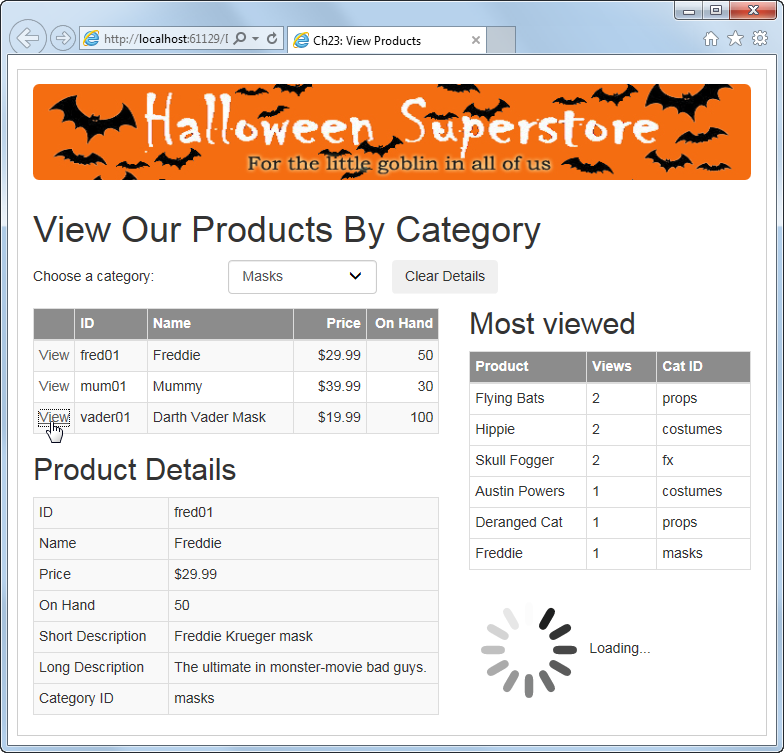 http://localhost:61129/
Ch23: View Products
Halloween Superstore
For the little goblin in all of us
View Our Products By Category
Choose a category:
Masks
Clear Details
ID Name Price On Hand
View fred01 Freddie $29.99 50
View mum01 Mummy $39.99 30
View vader01 Darth Vader Mask $19.99 100
Product Details
ID fred01
Name Freddie
Price $29.99
On Hand 50
Short Description Freddie Krueger mask
Long Description The ultimate in monster-movie bad guys.
Category ID masks
Most viewed
Product Views Cat ID
Flying Bats 2 props
Hippie 2 costumes
Skull Fogger 2 fx
Austin Powers 1 costumes
Deranged Cat 1 props
Freddie 1 masks
Loading...